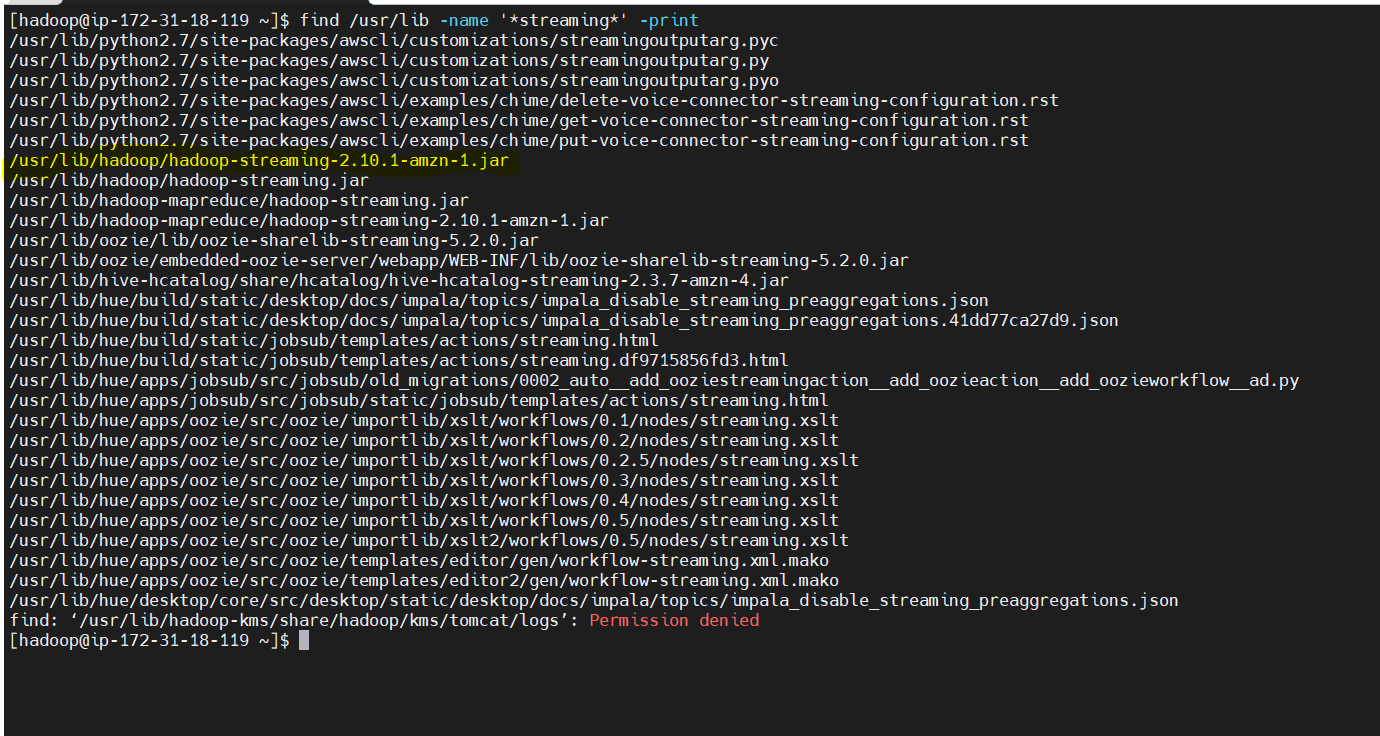 [hadoop@ip-172-31-18-119 ~]$ find /usr/lib -name '*streaming*' -print
/usr/lib/python2.7/site-packages/awscli/customizations/streamingoutputarg.pyc
/usr/lib/python2.7/site-packages/awscli/customizations/streamingoutputarg.py
/usr/lib/python2.7/site-packages/awscli/customizations/streamingoutputarg.pyo
/usr/lib/python2.7/site-packages/awscli/examples/chime/delete-voice-connector-streaming-configuration.rst
/usr/lib/python2.7/site-packages/awscli/examples/chime/get-voice-connector-streaming-configuration.rst
/usr/lib/python2.7/site-packages/awscli/examples/chime/put-voice-connector-streaming-configuration.rst
/usr/lib/hadoop/hadoop-streaming-2.10.1-amzn-1.jar
/usr/lib/hadoop/hadoop-streaming.jar
/usr/lib/hadoop-mapreduce/hadoop-streaming.jar
/usr/lib/hadoop-mapreduce/hadoop-streaming-2.10.1-amzn-1.jar
/usr/lib/oozie/lib/oozie-sharelib-streaming-5.2.0.jar
/usr/lib/oozie/embedded-oozie-server/webapp/WEB-INF/lib/oozie-sharelib-streaming-5.2.0.jar
/usr/lib/hive-hcatalog/share/hcatalog/hive-hcatalog-streaming-2.3.7-amzn-4.jar
/usr/lib/hue/build/static/desktop/docs/impala/topics/impala_disable_streaming_preaggregations.json
/usr/lib/hue/build/static/desktop/docs/impala/topics/impala_disable_streaming_preaggregations.41dd77ca27d9.json
/usr/lib/hue/build/static/jobsub/templates/actions/streaming.html
/usr/lib/hue/build/static/jobsub/templates/actions/streaming.df9715856fd3.html
/usr/lib/hue/apps/jobsub/src/jobsub/old_migrations/0002_auto__add_ooziestreamingaction__add_oozieaction__add_oozieworkflow__ad.py
/usr/lib/hue/apps/jobsub/src/jobsub/static/jobsub/templates/actions/streaming.html
/usr/lib/hue/apps/oozie/src/oozie/importlib/xslt/workflows/0.1/nodes/streaming.xslt
/usr/lib/hue/apps/oozie/src/oozie/importlib/xslt/workflows/0.2/nodes/streaming.xslt
/usr/lib/hue/apps/oozie/src/oozie/importlib/xslt/workflows/0.2.5/nodes/streaming.xslt
/usr/lib/hue/apps/oozie/src/oozie/importlib/xslt/workflows/0.3/nodes/streaming.xslt
/usr/lib/hue/apps/oozie/src/oozie/importlib/xslt/workflows/0.4/nodes/streaming.xslt
/usr/lib/hue/apps/oozie/src/oozie/importlib/xslt/workflows/0.5/nodes/streaming.xslt
/usr/lib/hue/apps/oozie/src/oozie/importlib/xslt2/workflows/0.5/nodes/streaming.xslt
/usr/lib/hue/apps/oozie/src/oozie/templates/editor/gen/workflow-streaming.xml.mako
/usr/lib/hue/apps/oozie/src/oozie/templates/editor2/gen/workflow-streaming.xml.mako
/usr/lib/hue/desktop/core/src/desktop/static/desktop/docs/impala/topics/impala_disable_streaming_preaggregations.json
find: ‘/usr/lib/hadoop-kms/share/hadoop/kms/tomcat/logs’: Permission denied
[hadoop@ip-172-31-18-119 ~]$